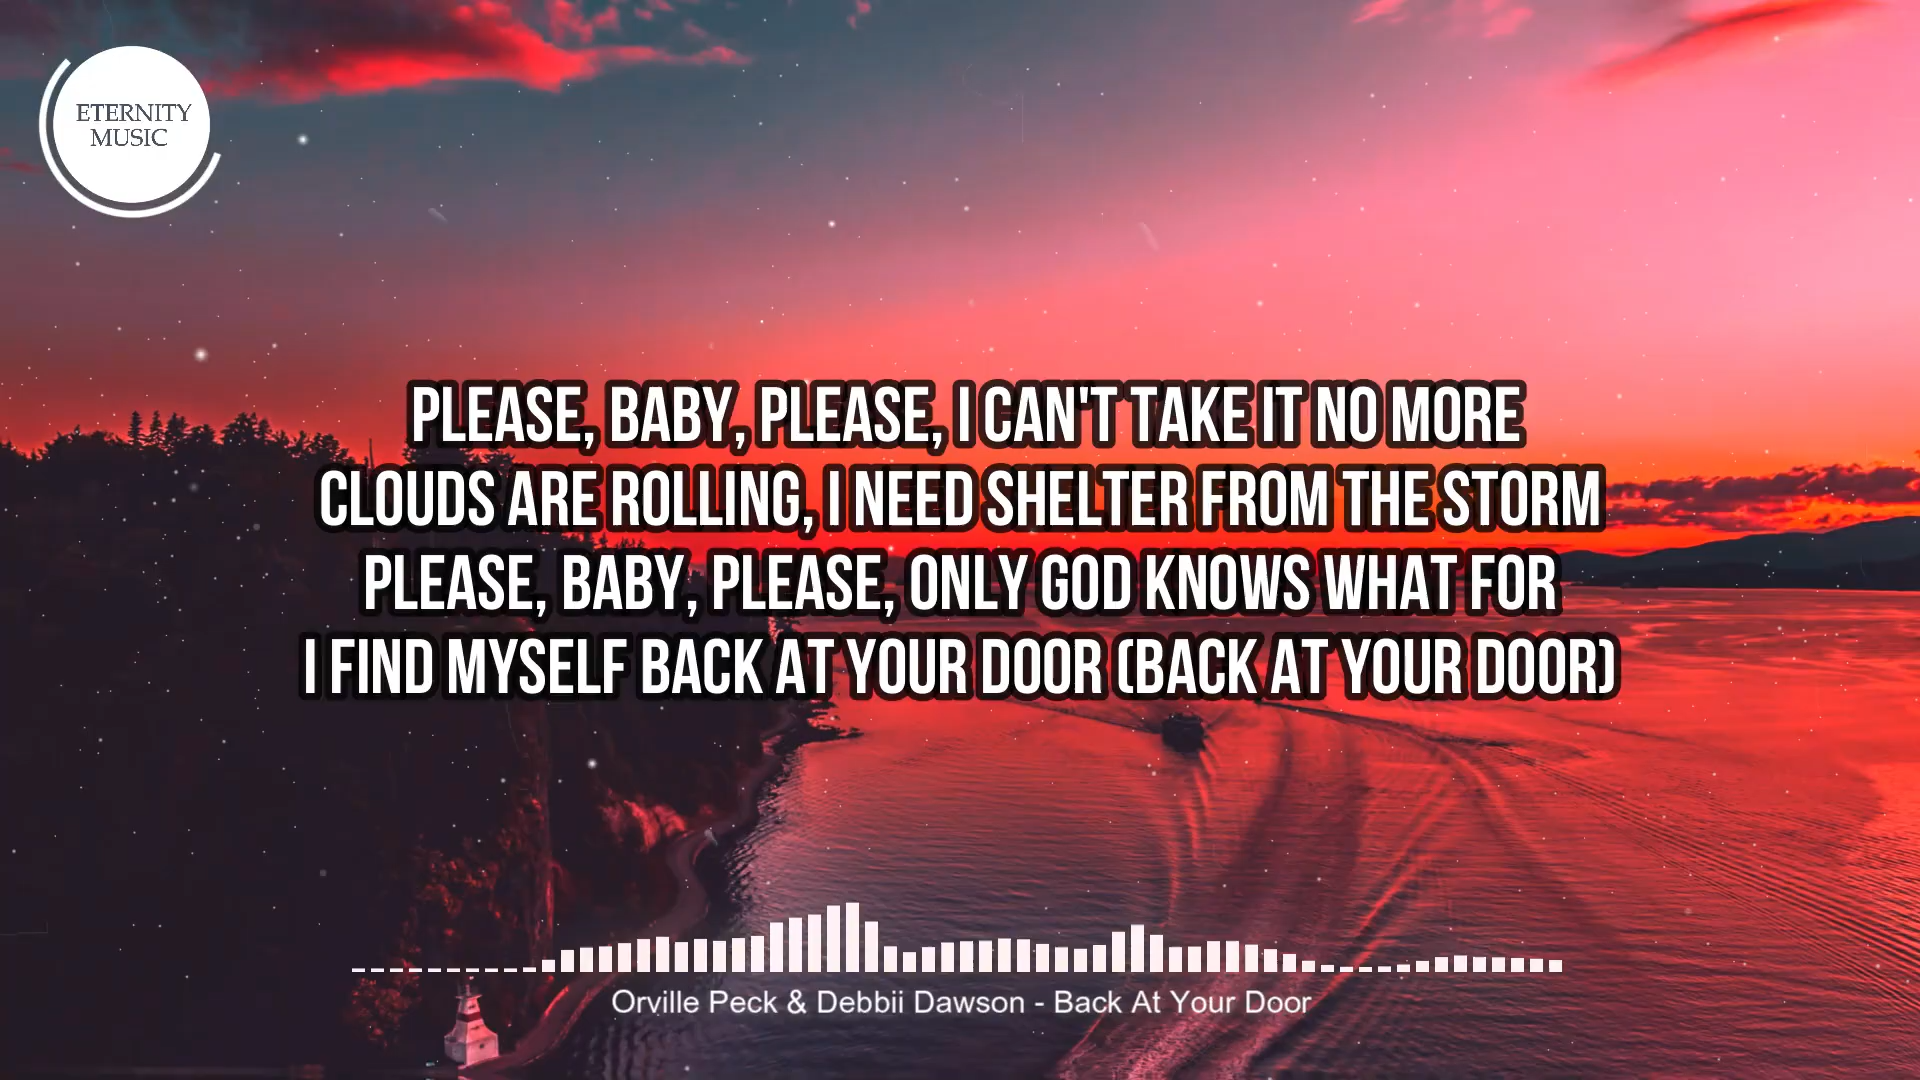 ETERNITY
MUSIC
PLEASE, BABY, PLEASE, I CAN'T TAKE IT NO MORE
CLOUDS ARE ROLLING, I NEED SHELTER FROM THE STORM
PLEASE, BABY, PLEASE, ONLY GOD KNOWS WHAT FOR
I FIND MYSELF BACK AT YOUR DOOR (BACK AT YOUR DOOR)
Orville Peck & Debbii Dawson - Back At Your Door